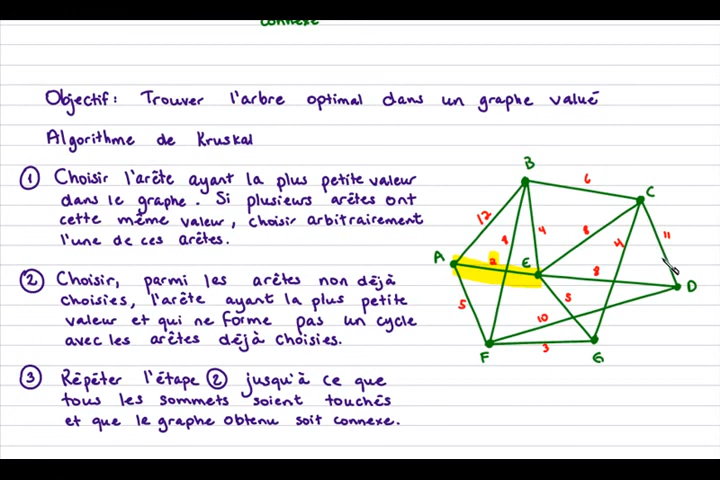 connexe
Objectif: Trouver l'arbre optimal dans un graphe valué
Algorithme de Kruskal
① Choisir l'arête ayant la plus petite valeur
dans le graphe. Si plusieurs arêtes ont
cette même valeur, choisir arbitrairement
l'une de ces arêtes.
② Choisir, parmi les arêtes non déjà
choisies, l'arête ayant la plus petite
valeur et qui ne forme pas un cycle
avec les arêtes déjà choisies.
③ Répéter l'étape ② jusqu'à ce que
tous les sommets soient touchés
et que le graphe obtenu soit connexe.
B
6
C
12
4
8
4
11
A
2
E
8
D
5
5
10
F
3
G